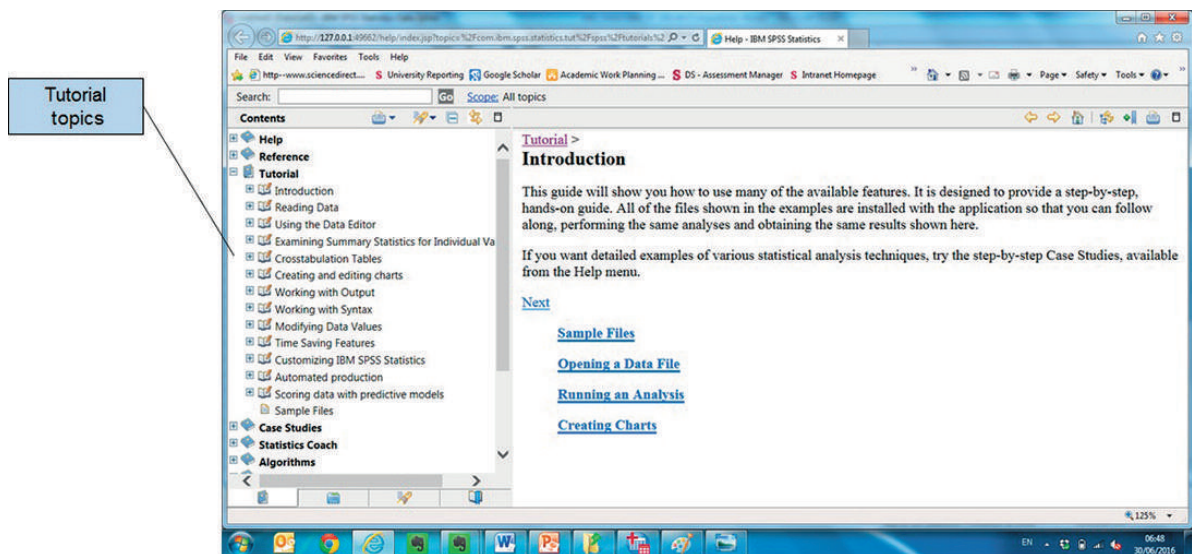 Tutorial
topics
http://127.0.0.1:49662/help/index.jsp?topic=%2Fcom.ibm.spss.statistics.tut%2Fspss%2Ftutorials%2
Help - IBM SPSS Statistics
File Edit View Favorites Tools Help
http--www.sciencedirect.... University Reporting Google Scholar Academic Work Planning ... DS - Assessment Manager Intranet Homepage Page Safety Tools
Search: Go Scope: All topics
Contents
Help
Reference
Tutorial
Introduction
Reading Data
Using the Data Editor
Examining Summary Statistics for Individual Va
Crosstabulation Tables
Creating and editing charts
Working with Output
Working with Syntax
Modifying Data Values
Time Saving Features
Customizing IBM SPSS Statistics
Automated production
Scoring data with predictive models
Sample Files
Case Studies
Statistics Coach
Algorithms
Tutorial >
Introduction
This guide will show you how to use many of the available features. It is designed to provide a step-by-step,
hands-on guide. All of the files shown in the examples are installed with the application so that you can follow
along, performing the same analyses and obtaining the same results shown here.
If you want detailed examples of various statistical analysis techniques, try the step-by-step Case Studies, available
from the Help menu.
Next
Sample Files
Opening a Data File
Running an Analysis
Creating Charts
125%
EN
06:48
30/06/2016